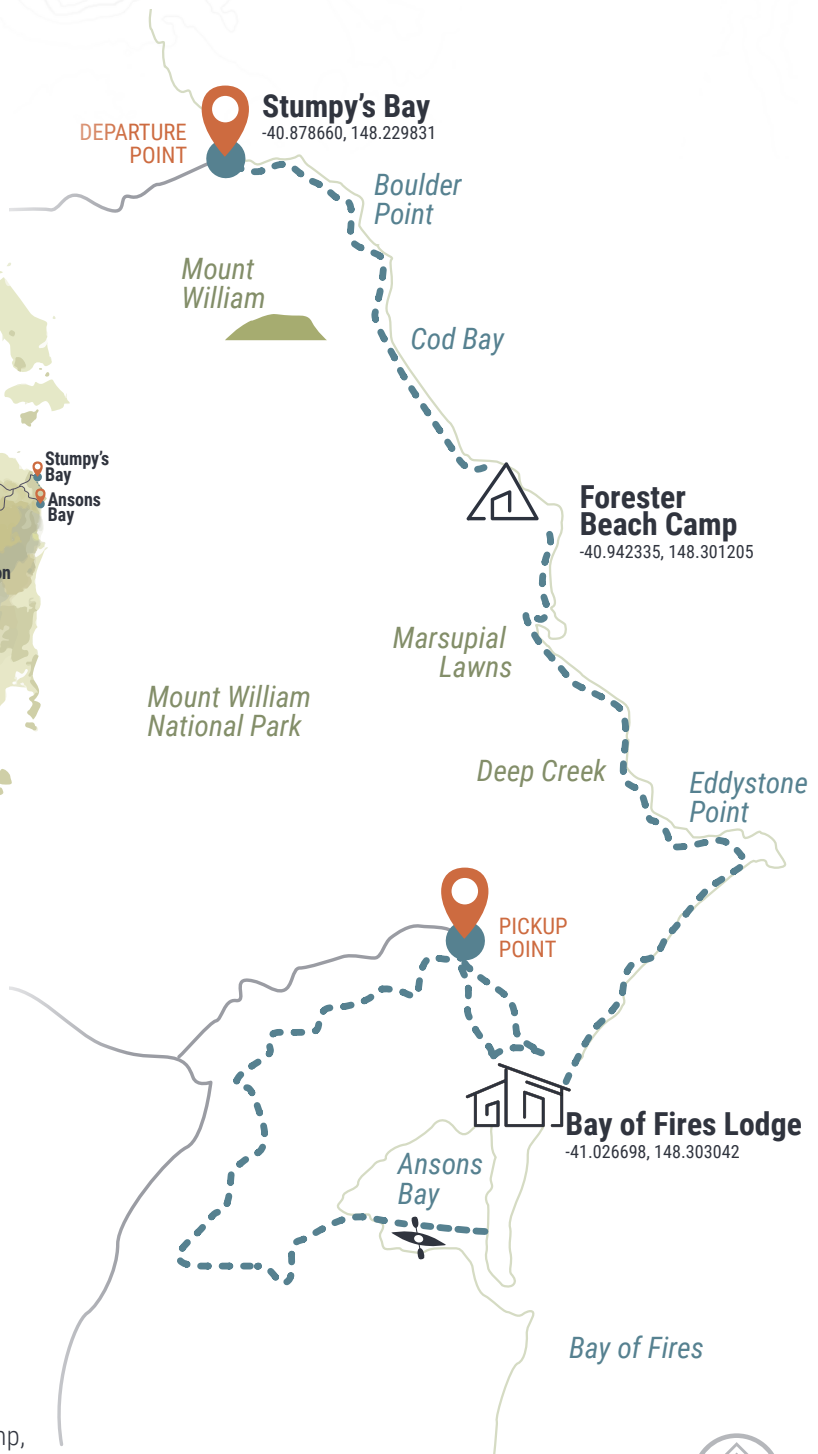 Stumpy's Bay
-40.878660, 148.229831
DEPARTURE
POINT
Boulder
Point
Mount
William
Cod Bay
Stumpy's
Bay
Ansons
Bay
Forester
Beach Camp
-40.942335, 148.301205
Marsupial
Lawns
Mount William
National Park
Deep Creek
Eddystone
Point
PICKUP
POINT
Bay of Fires Lodge
-41.026698, 148.303042
Ansons
Bay
Bay of Fires